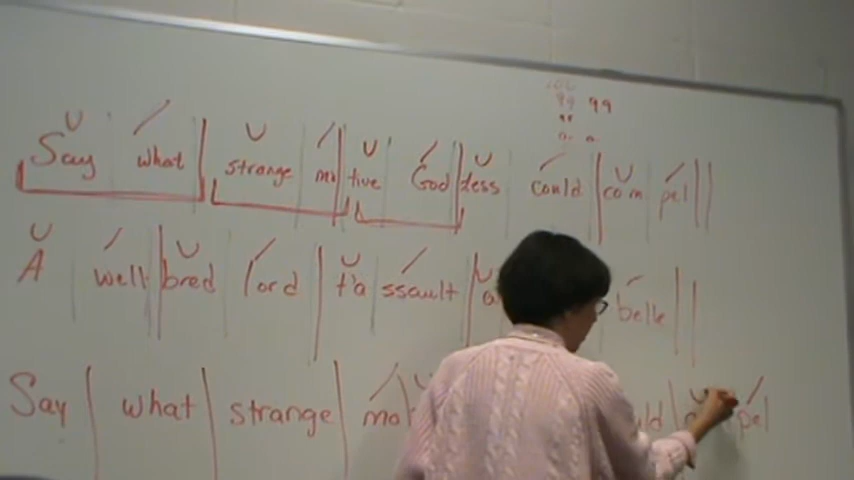 Say what strange mo tive God dess could com pel
A well bred lord t'a ssault a belle
Say what strange mo pel